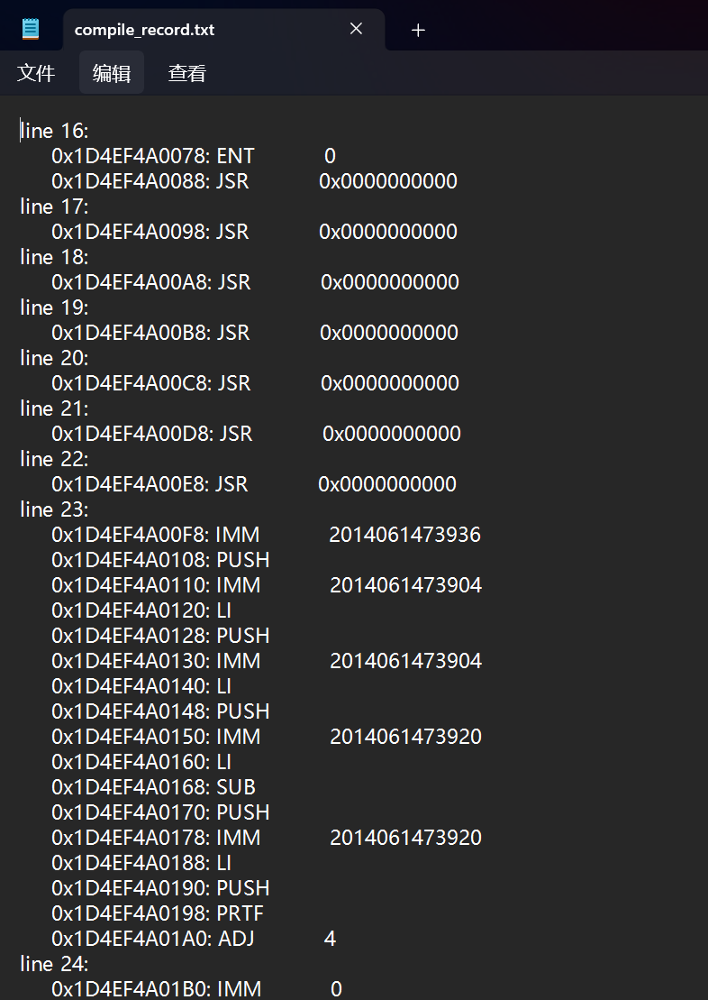 compile_record.txt
文件 编辑 查看
line 16:
0x1D4EF4A0078: ENT 0
0x1D4EF4A0088: JSR 0x0000000000
line 17:
0x1D4EF4A0098: JSR 0x0000000000
line 18:
0x1D4EF4A00A8: JSR 0x0000000000
line 19:
0x1D4EF4A00B8: JSR 0x0000000000
line 20:
0x1D4EF4A00C8: JSR 0x0000000000
line 21:
0x1D4EF4A00D8: JSR 0x0000000000
line 22:
0x1D4EF4A00E8: JSR 0x0000000000
line 23:
0x1D4EF4A00F8: IMM 2014061473936
0x1D4EF4A0108: PUSH
0x1D4EF4A0110: IMM 2014061473904
0x1D4EF4A0120: LI
0x1D4EF4A0128: PUSH
0x1D4EF4A0130: IMM 2014061473904
0x1D4EF4A0140: LI
0x1D4EF4A0148: PUSH
0x1D4EF4A0150: IMM 2014061473920
0x1D4EF4A0160: LI
0x1D4EF4A0168: SUB
0x1D4EF4A0170: PUSH
0x1D4EF4A0178: IMM 2014061473920
0x1D4EF4A0188: LI
0x1D4EF4A0190: PUSH
0x1D4EF4A0198: PRTF
0x1D4EF4A01A0: ADJ 4
line 24:
0x1D4EF4A01B0: IMM 0